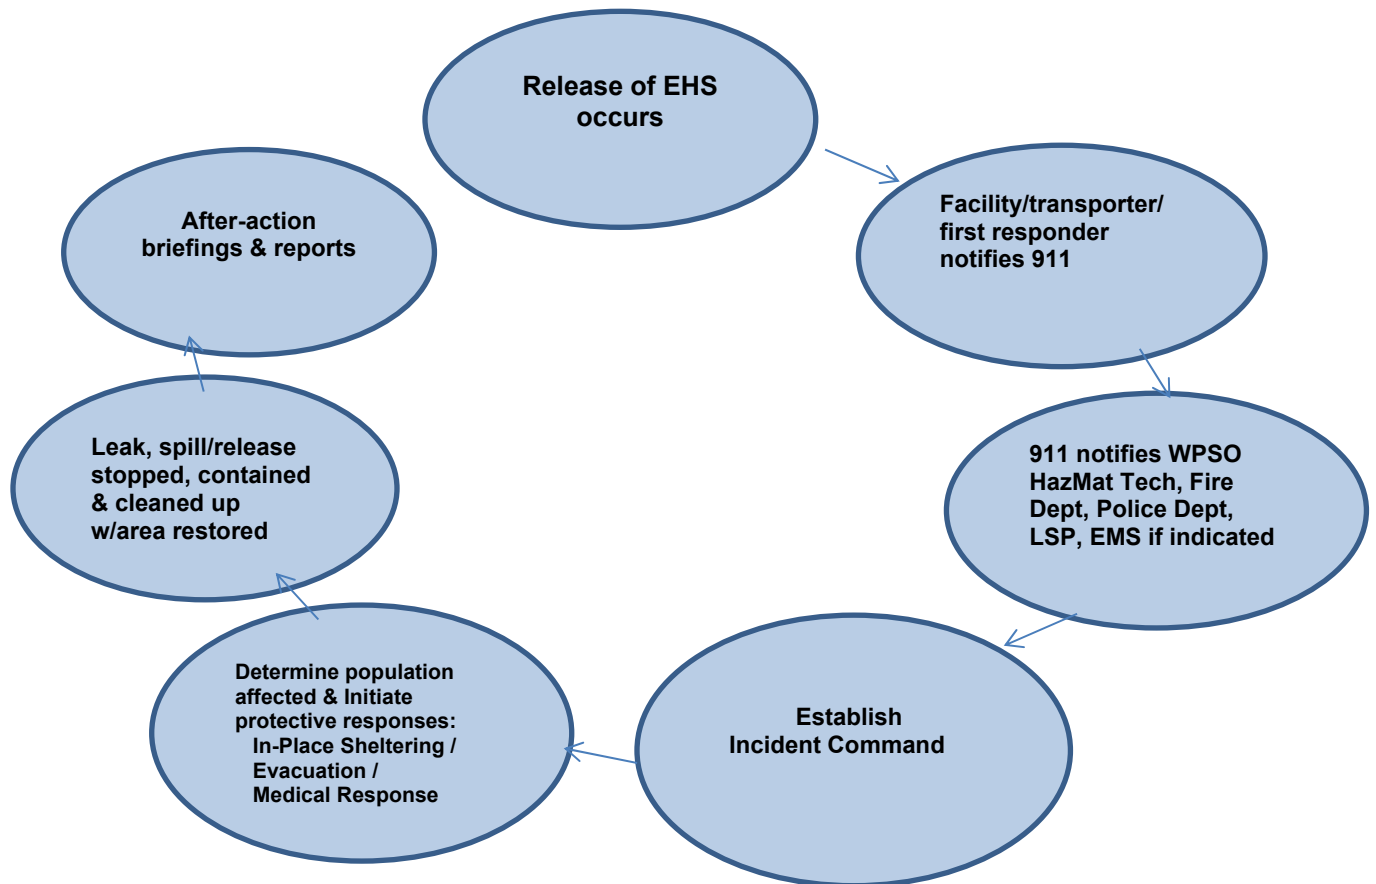 Release of EHS
occurs
Facility/transporter/
first responder
notifies 911
911 notifies WPSO
HazMat Tech, Fire
Dept, Police Dept,
LSP, EMS if indicated
Establish
Incident Command
Determine population
affected & Initiate
protective responses:
In-Place Sheltering /
Evacuation /
Medical Response
Leak, spill/release
stopped, contained
& cleaned up
w/area restored
After-action
briefings & reports